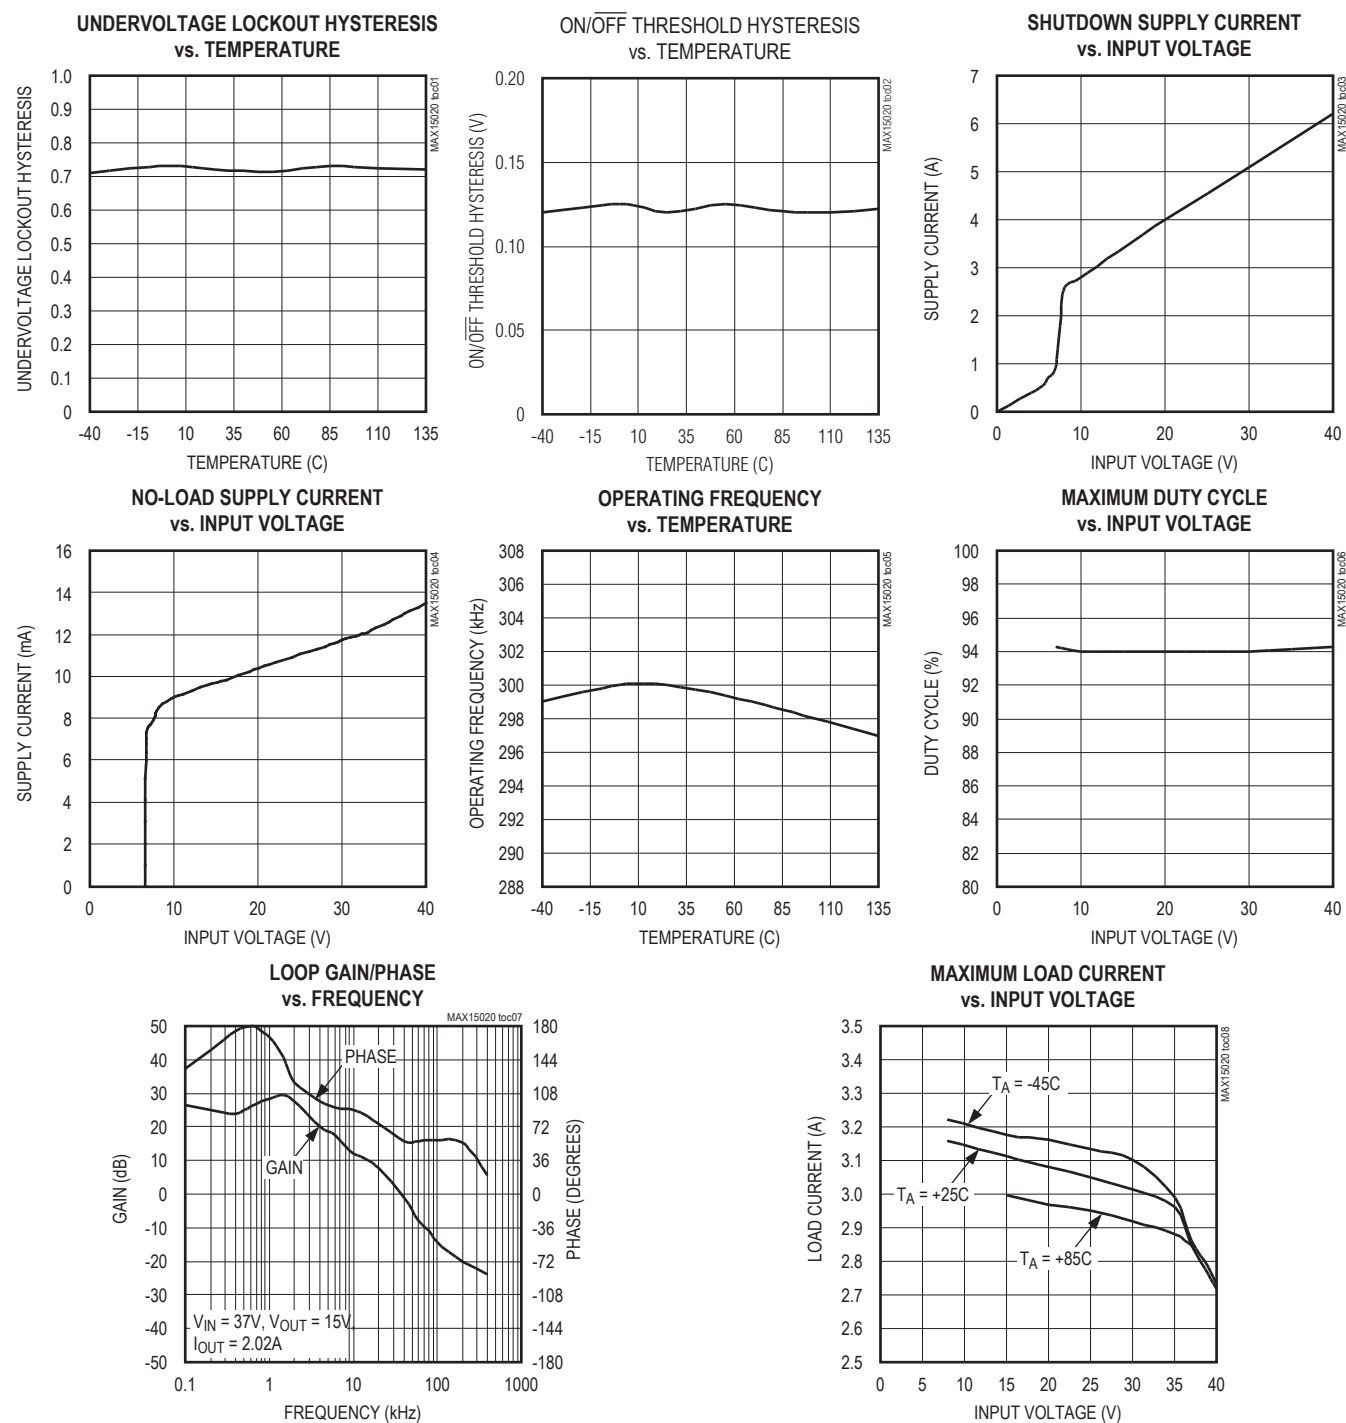 UNDERVOLTAGE LOCKOUT HYSTERESIS
vs. TEMPERATURE
MAX15020 toc01
UNDERVOLTAGE LOCKOUT HYSTERESIS
1.0
0.9
0.8
0.7
0.6
0.5
0.4
0.3
0.2
0.1
0
-40 -15 10 35 60 85 110 135
TEMPERATURE (C)
ON/OFF THRESHOLD HYSTERESIS
vs. TEMPERATURE
MAX15020 toc02
ON/OFF THRESHOLD HYSTERESIS (V)
0.20
0.15
0.10
0.05
0
-40 -15 10 35 60 85 110 135
TEMPERATURE (C)
SHUTDOWN SUPPLY CURRENT
vs. INPUT VOLTAGE
MAX15020 toc03
SUPPLY CURRENT (A)
7
6
5
4
3
2
1
0
0 10 20 30 40
INPUT VOLTAGE (V)
NO-LOAD SUPPLY CURRENT
vs. INPUT VOLTAGE
MAX15020 toc04
SUPPLY CURRENT (mA)
16
14
12
10
8
6
4
2
0
0 10 20 30 40
INPUT VOLTAGE (V)
OPERATING FREQUENCY
vs. TEMPERATURE
MAX15020 toc05
OPERATING FREQUENCY (kHz)
308
306
304
302
300
298
296
294
292
290
288
-40 -15 10 35 60 85 110 135
TEMPERATURE (C)
MAXIMUM DUTY CYCLE
vs. INPUT VOLTAGE
MAX15020 toc06
DUTY CYCLE (%)
100
98
96
94
92
90
88
86
84
82
80
0 10 20 30 40
INPUT VOLTAGE (V)
LOOP GAIN/PHASE
vs. FREQUENCY
MAX15020 toc07
GAIN (dB)
50
40
30
20
10
0
-10
-20
-30
-40
-50
PHASE
GAIN
VIN = 37V, VOUT = 15V,
IOUT = 2.02A
180
144
108
72
36
0
-36
-72
-108
-144
-180
PHASE (DEGREES)
0.1 1 10 100 1000
FREQUENCY (kHz)
MAXIMUM LOAD CURRENT
vs. INPUT VOLTAGE
MAX15020 toc08
LOAD CURRENT (A)
3.5
3.4
3.3
3.2
3.1
3.0
2.9
2.8
2.7
2.6
2.5
TA = -45C
TA = +25C
TA = +85C
0 5 10 15 20 25 30 35 40
INPUT VOLTAGE (V)